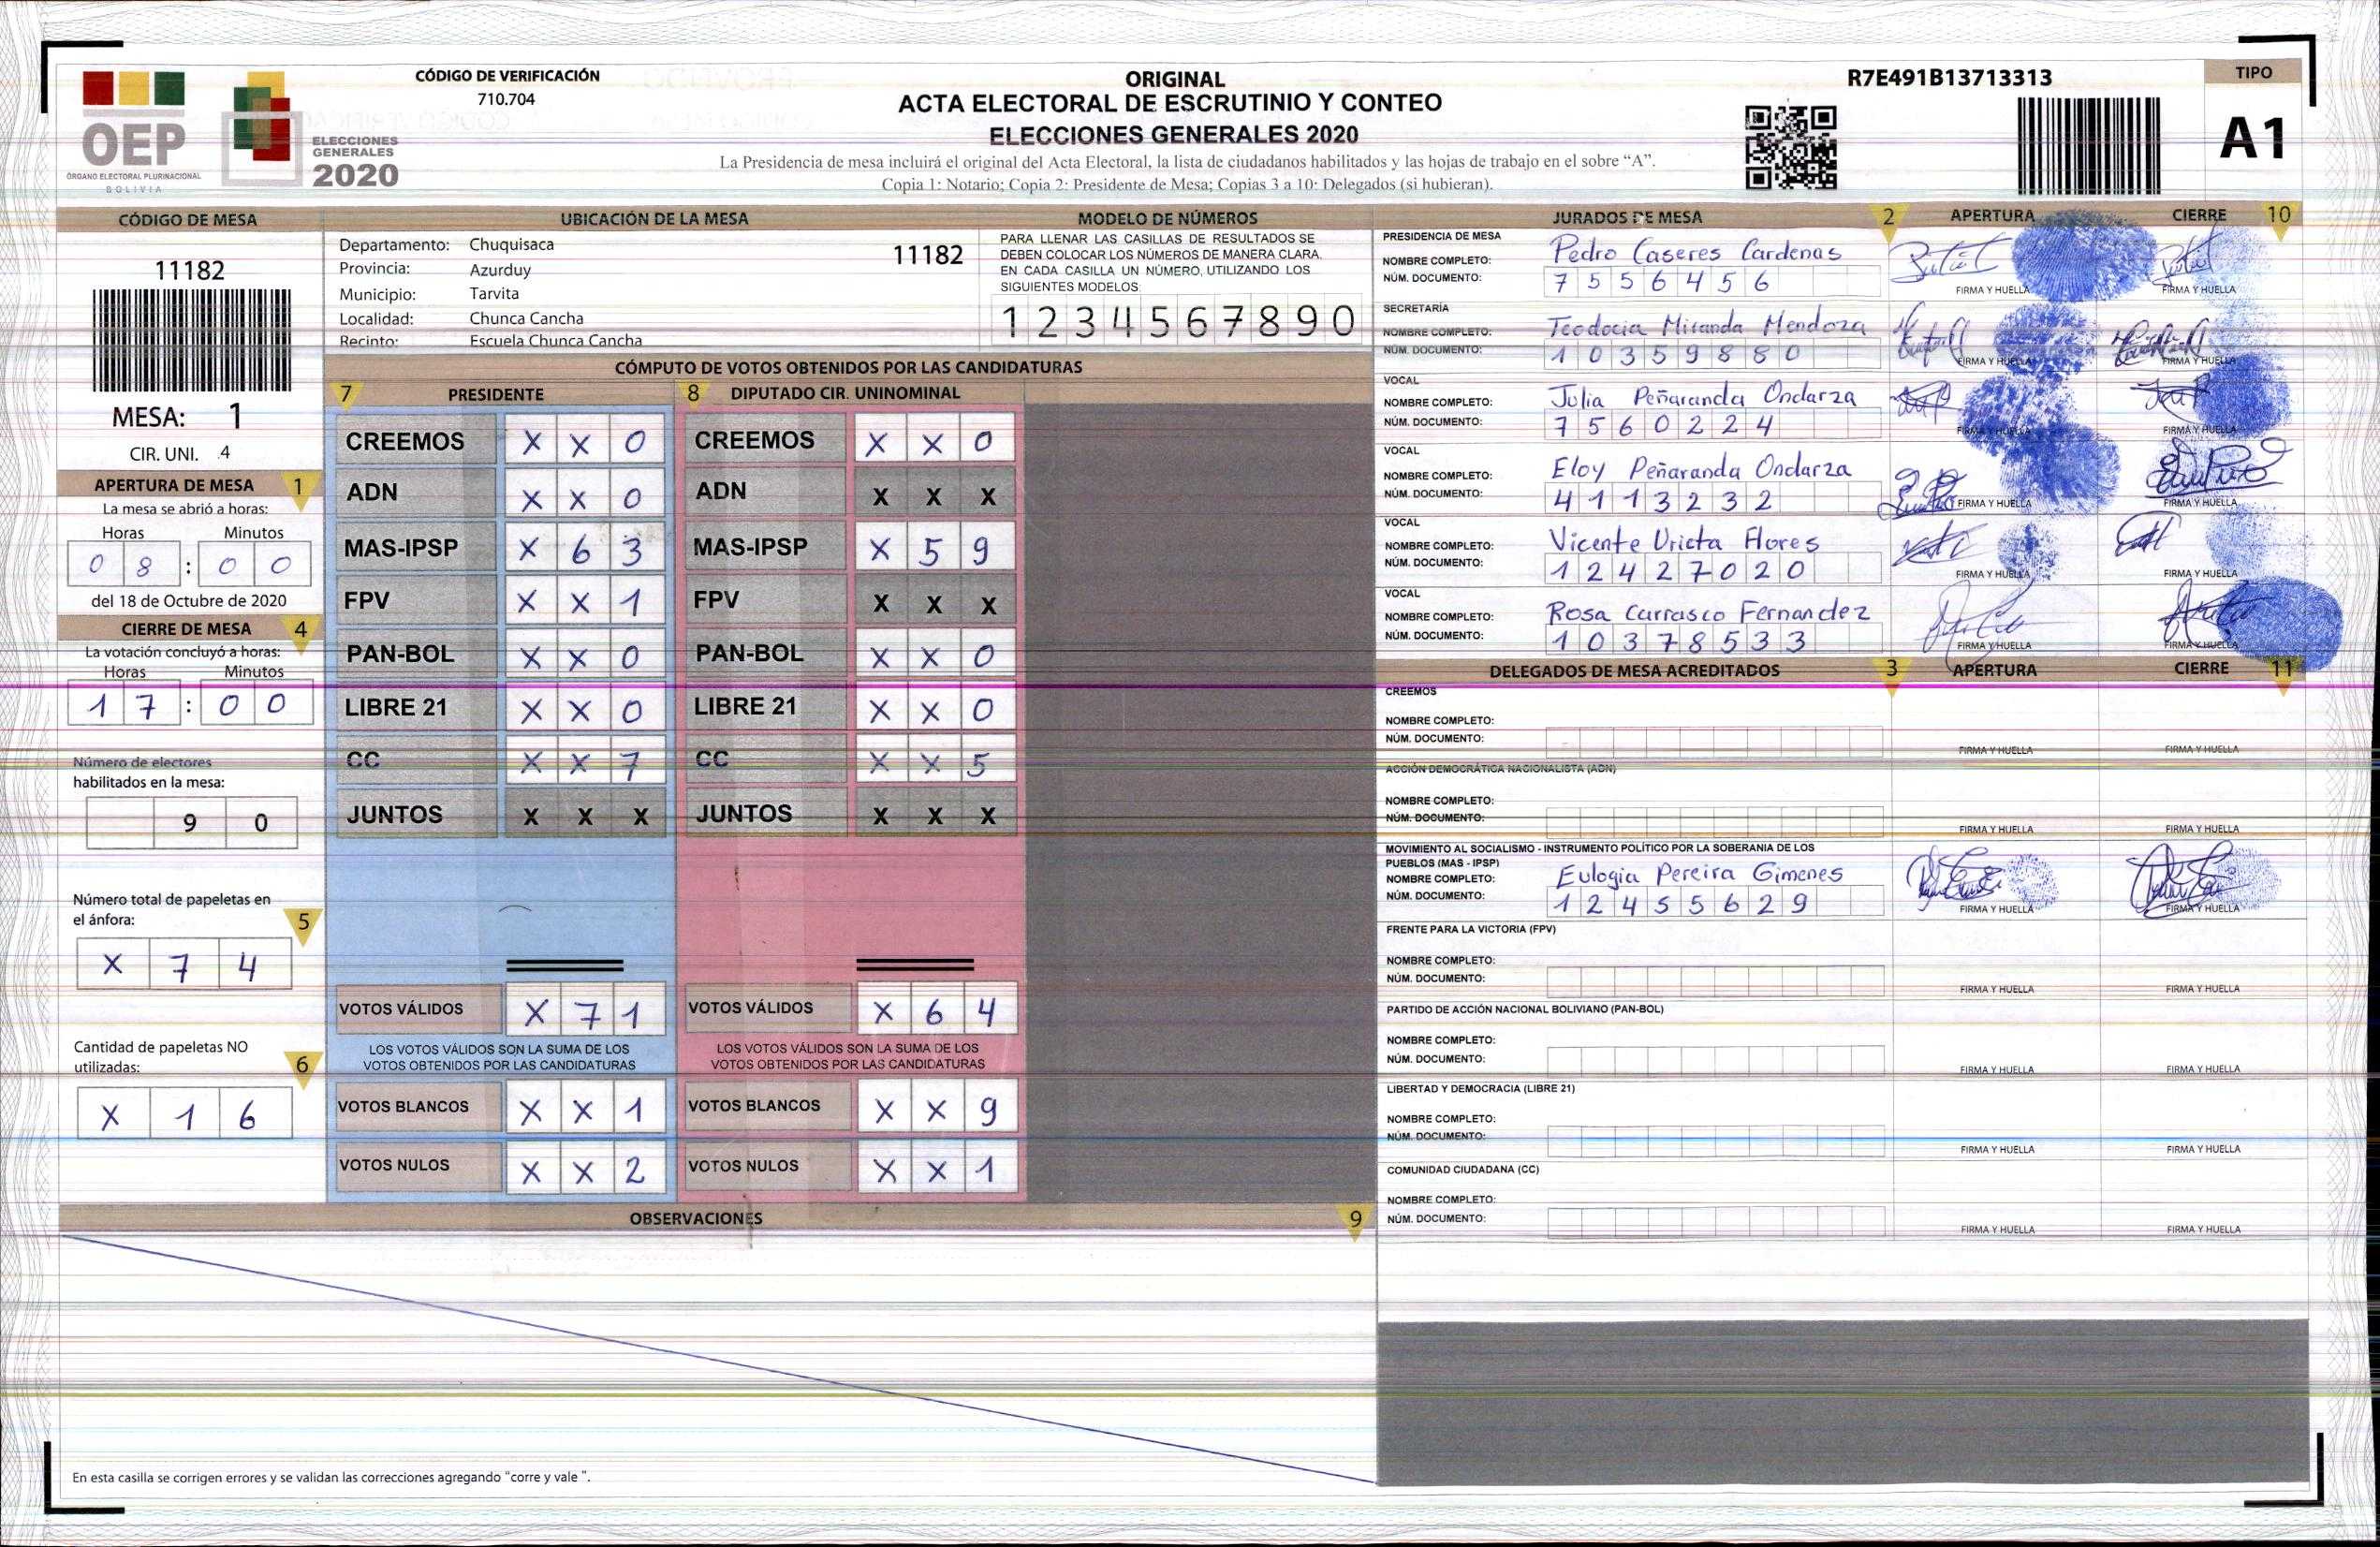 CÓDIGO DE VERIFICACIÓN
710.704
ORIGINAL
ACTA ELECTORAL DE ESCRUTINIO Y CONTEO
ELECCIONES GENERALES 2020
La Presidencia de mesa incluirá el original del Acta Electoral, la lista de ciudadanos habilitados y las hojas de trabajo en el sobre “A”.
Copia 1: Notario; Copia 2: Presidente de Mesa; Copias 3 a 10: Delegados (si hubieran).
R7E491B13713313
TIPO
A1
OEP
ÓRGANO ELECTORAL PLURINACIONAL
BOLIVIA
ELECCIONES
GENERALES
2020
CÓDIGO DE MESA
11182
MESA: 1
CIR. UNI. 4
APERTURA DE MESA 1
La mesa se abrió a horas:
Horas Minutos
0 8 : 0 0
del 18 de Octubre de 2020
CIERRE DE MESA 4
La votación concluyó a horas:
Horas Minutos
1 7 : 0 0
Número de electores
habilitados en la mesa:
9 0
Número total de papeletas en
el ánfora: 5
X 7 4
Cantidad de papeletas NO
utilizadas: 6
X 1 6
UBICACIÓN DE LA MESA
Departamento: Chuquisaca 11182
Provincia: Azurduy
Municipio: Tarvita
Localidad: Chunca Cancha
Recinto: Escuela Chunca Cancha
MODELO DE NÚMEROS
PARA LLENAR LAS CASILLAS DE RESULTADOS SE
DEBEN COLOCAR LOS NÚMEROS DE MANERA CLARA.
EN CADA CASILLA UN NÚMERO, UTILIZANDO LOS
SIGUIENTES MODELOS:
1 2 3 4 5 6 7 8 9 0
CÓMPUTO DE VOTOS OBTENIDOS POR LAS CANDIDATURAS
7 PRESIDENTE 8 DIPUTADO CIR. UNINOMINAL
CREEMOS X X 0 CREEMOS X X 0
ADN X X 0 ADN X X X
MAS-IPSP X 6 3 MAS-IPSP X 5 9
FPV X X 1 FPV X X X
PAN-BOL X X 0 PAN-BOL X X 0
LIBRE 21 X X 0 LIBRE 21 X X 0
CC X X 7 CC X X 5
JUNTOS X X X JUNTOS X X X
VOTOS VÁLIDOS X 7 1 VOTOS VÁLIDOS X 6 4
LOS VOTOS VÁLIDOS SON LA SUMA DE LOS LOS VOTOS VÁLIDOS SON LA SUMA DE LOS
VOTOS OBTENIDOS POR LAS CANDIDATURAS VOTOS OBTENIDOS POR LAS CANDIDATURAS
VOTOS BLANCOS X X 1 VOTOS BLANCOS X X 9
VOTOS NULOS X X 2 VOTOS NULOS X X 1
OBSERVACIONES 9
En esta casilla se corrigen errores y se validan las correcciones agregando “corre y vale ”.
JURADOS DE MESA 2 APERTURA CIERRE 10
PRESIDENCIA DE MESA
NOMBRE COMPLETO: Pedro Caseres Cardenas
NÚM. DOCUMENTO: 7 5 5 6 4 5 6
FIRMA Y HUELLA FIRMA Y HUELLA
SECRETARÍA
NOMBRE COMPLETO: Teodocia Miranda Mendoza
NÚM. DOCUMENTO: 1 0 3 5 9 8 8 0
FIRMA Y HUELLA FIRMA Y HUELLA
VOCAL
NOMBRE COMPLETO: Julia Peñaranda Ondarza
NÚM. DOCUMENTO: 7 5 6 0 2 2 4
FIRMA Y HUELLA FIRMA Y HUELLA
VOCAL
NOMBRE COMPLETO: Eloy Peñaranda Ondarza
NÚM. DOCUMENTO: 4 1 1 3 2 3 2
FIRMA Y HUELLA FIRMA Y HUELLA
VOCAL
NOMBRE COMPLETO: Vicente Urieta Flores
NÚM. DOCUMENTO: 1 2 4 2 7 0 2 0
FIRMA Y HUELLA FIRMA Y HUELLA
VOCAL
NOMBRE COMPLETO: Rosa Carrasco Fernandez
NÚM. DOCUMENTO: 1 0 3 7 8 5 3 3
FIRMA Y HUELLA FIRMA Y HUELLA
DELEGADOS DE MESA ACREDITADOS 3 APERTURA CIERRE 11
CREEMOS
NOMBRE COMPLETO:
NÚM. DOCUMENTO:
FIRMA Y HUELLA FIRMA Y HUELLA
ACCIÓN DEMOCRÁTICA NACIONALISTA (ADN)
NOMBRE COMPLETO:
NÚM. DOCUMENTO:
FIRMA Y HUELLA FIRMA Y HUELLA
MOVIMIENTO AL SOCIALISMO - INSTRUMENTO POLÍTICO POR LA SOBERANIA DE LOS
PUEBLOS (MAS - IPSP)
NOMBRE COMPLETO: Eulogia Pereira Gimenes
NÚM. DOCUMENTO: 1 2 4 5 5 6 2 9
FIRMA Y HUELLA FIRMA Y HUELLA
FRENTE PARA LA VICTORIA (FPV)
NOMBRE COMPLETO:
NÚM. DOCUMENTO:
FIRMA Y HUELLA FIRMA Y HUELLA
PARTIDO DE ACCIÓN NACIONAL BOLIVIANO (PAN-BOL)
NOMBRE COMPLETO:
NÚM. DOCUMENTO:
FIRMA Y HUELLA FIRMA Y HUELLA
LIBERTAD Y DEMOCRACIA (LIBRE 21)
NOMBRE COMPLETO:
NÚM. DOCUMENTO:
FIRMA Y HUELLA FIRMA Y HUELLA
COMUNIDAD CIUDADANA (CC)
NOMBRE COMPLETO:
NÚM. DOCUMENTO:
FIRMA Y HUELLA FIRMA Y HUELLA